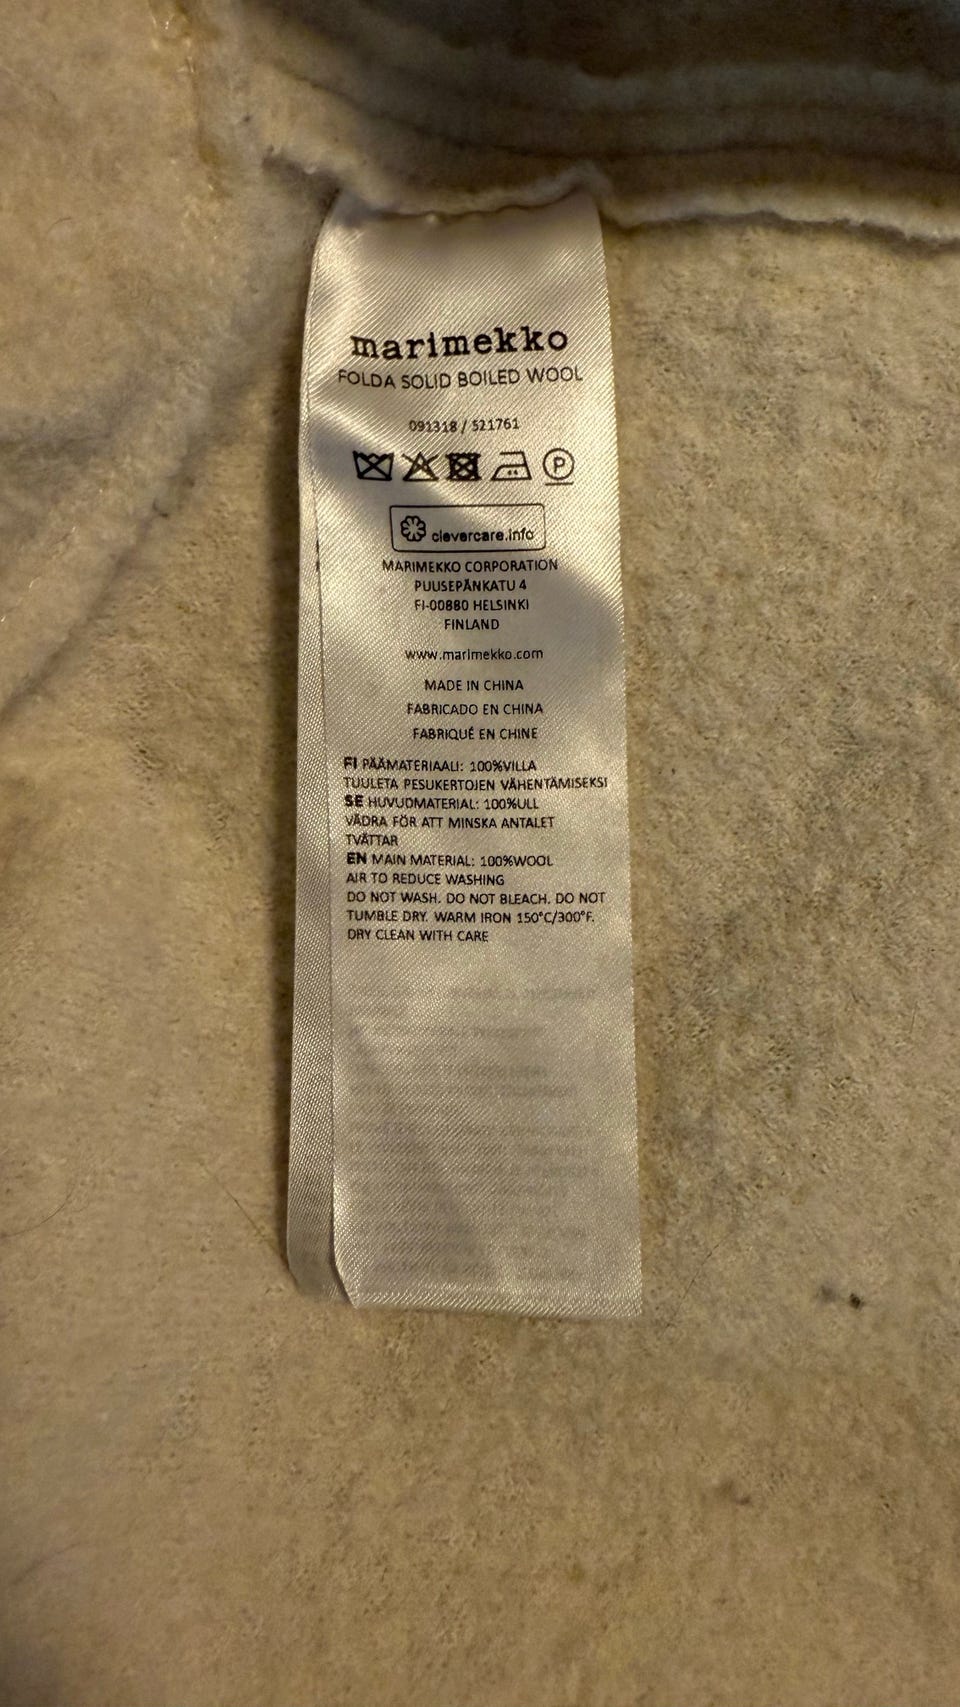 marimekko
FOLDA SOLID BOILED WOOL
091318 / 521761
P
clevercare.info
MARIMEKKO CORPORATION
PUUSEPÄNKATU 4
FI-00880 HELSINKI
FINLAND
www.marimekko.com
MADE IN CHINA
FABRICADO EN CHINA
FABRIQUÉ EN CHINE
FI PÄÄMATERIAALI: 100%VILLA
TUULETA PESUKERTOJEN VÄHENTÄMISEKSI
SE HUVUDMATERIAL: 100%ULL
VÄDRA FÖR ATT MINSKA ANTALET
TVÄTTAR
EN MAIN MATERIAL: 100%WOOL
AIR TO REDUCE WASHING
DO NOT WASH. DO NOT BLEACH. DO NOT
TUMBLE DRY. WARM IRON 150°C/300°F.
DRY CLEAN WITH CARE